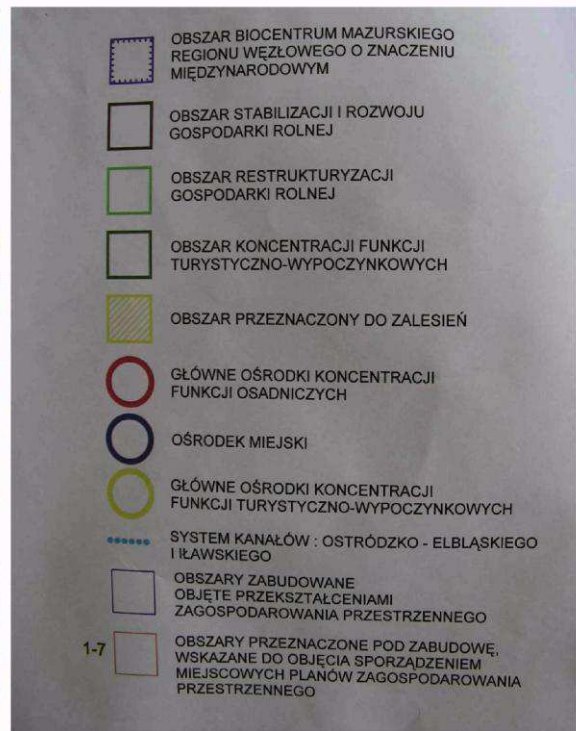 OBSZAR BIOCENTRUM MAZURSKIEGO
REGIONU WĘZŁOWEGO O ZNACZENIU
MIĘDZYNARODOWYM
OBSZAR STABILIZACJI I ROZWOJU
GOSPODARKI ROLNEJ
OBSZAR RESTRUKTURYZACJI
GOSPODARKI ROLNEJ
OBSZAR KONCENTRACJI FUNKCJI
TURYSTYCZNO-WYPOCZYNKOWYCH
OBSZAR PRZEZNACZONY DO ZALESIEŃ
GŁÓWNE OŚRODKI KONCENTRACJI
FUNKCJI OSADNICZYCH
OŚRODEK MIEJSKI
GŁÓWNE OŚRODKI KONCENTRACJI
FUNKCJI TURYSTYCZNO-WYPOCZYNKOWYCH
SYSTEM KANAŁÓW : OSTRÓDZKO - ELBLĄSKIEGO
I IŁAWSKIEGO
OBSZARY ZABUDOWANE
OBJĘTE PRZEKSZTAŁCENIAMI
ZAGOSPODAROWANIA PRZESTRZENNEGO
1-7 OBSZARY PRZEZNACZONE POD ZABUDOWĘ,
WSKAZANE DO OBJĘCIA SPORZĄDZENIEM
MIEJSCOWYCH PLANÓW ZAGOSPODAROWANIA
PRZESTRZENNEGO